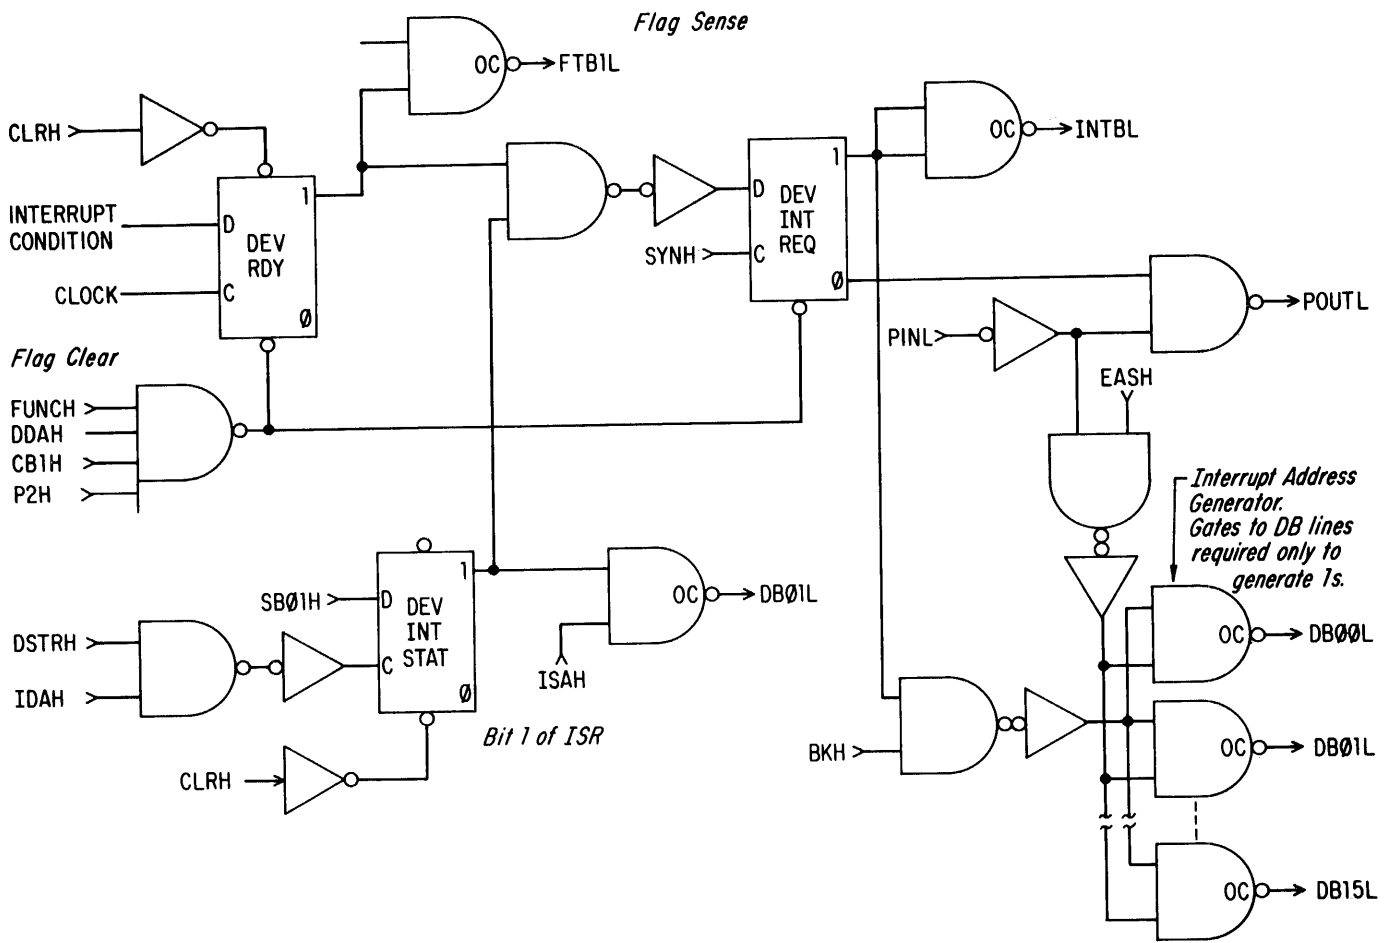 Flag Sense
OC
FTB1L
CLRH
INTERRUPT
CONDITION
D
1
DEV
RDY
CLOCK
C
Ø
SYNH
D
1
DEV
INT
REQ
C
Ø
OC
INTBL
PINL
POUTL
EASH
Flag Clear
FUNCH
DDAH
CB1H
P2H
Interrupt Address
Generator.
Gates to DB lines
required only to
generate 1s.
SBØ1H
D
1
DEV
INT
STAT
C
Ø
DSTRH
IDAH
OC
DBØ1L
ISAH
Bit 1 of ISR
CLRH
BKH
OC
DBØØL
OC
DBØ1L
OC
DB15L